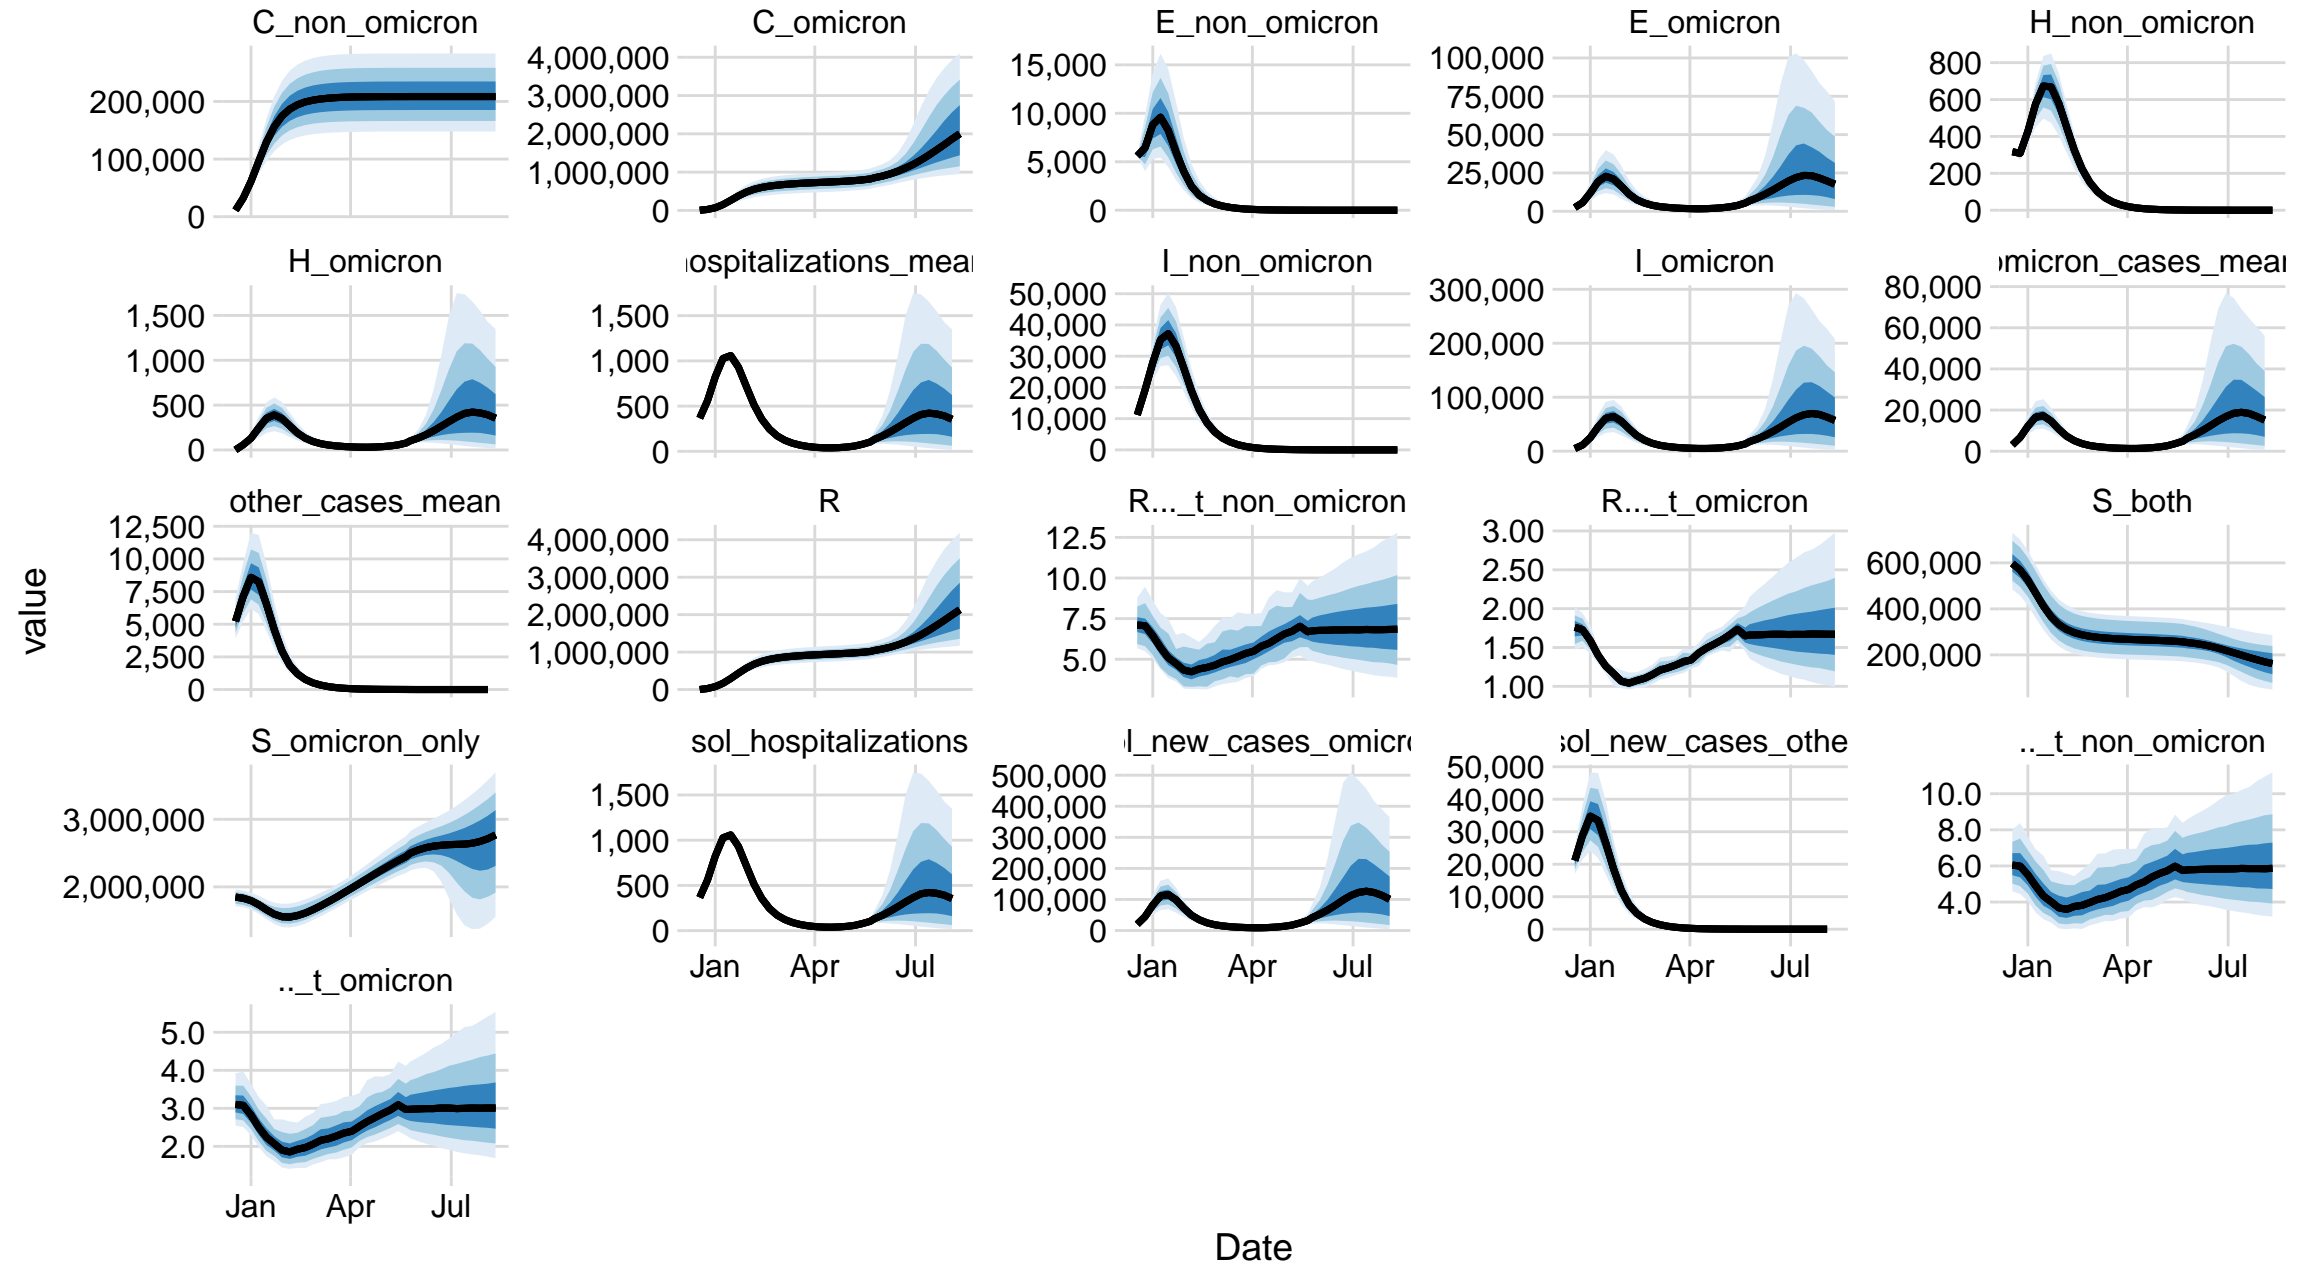 C_non_omicron C_omicron E_non_omicron E_omicron H_non_omicron
200,000 100,000 0
4,000,000 3,000,000 2,000,000 1,000,000 0
15,000 10,000 5,000 0
100,000 75,000 50,000 25,000 0
800 600 400 200 0
H_omicron ospitalizations_mea I_non_omicron I_omicron micron_cases_mea
1,500 1,000 500 0
1,500 1,000 500 0
50,000 40,000 30,000 20,000 10,000 0
300,000 200,000 100,000 0
80,000 60,000 40,000 20,000 0
other_cases_mean R R..._t_non_omicron R..._t_omicron S_both
12,500 10,000 7,500 5,000 2,500 0
4,000,000 3,000,000 2,000,000 1,000,000 0
12.5 10.0 7.5 5.0
3.00 2.50 2.00 1.50 1.00
600,000 400,000 200,000
S_omicron_only sol_hospitalizations l_new_cases_omicr sol_new_cases_othe .._t_non_omicron
3,000,000 2,000,000
1,500 1,000 500 0
500,000 400,000 300,000 200,000 100,000 0
50,000 40,000 30,000 20,000 10,000 0
10.0 8.0 6.0 4.0
Jan Apr Jul Jan Apr Jul Jan Apr Jul Jan Apr Jul
.._t_omicron
5.0 4.0 3.0 2.0
Jan Apr Jul
value
Date